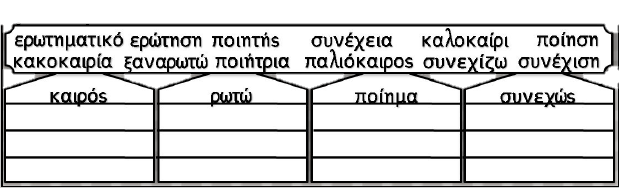 ερωτηματικό ερώτηση ποιητής συνέχεια καλοκαίρι ποίηση
κακοκαιρία ξαναρωτώ ποιήτρια παλιόκαιρος συνεχίζω συνέχιση
καιρός ρωτώ ποίημα συνεχώς